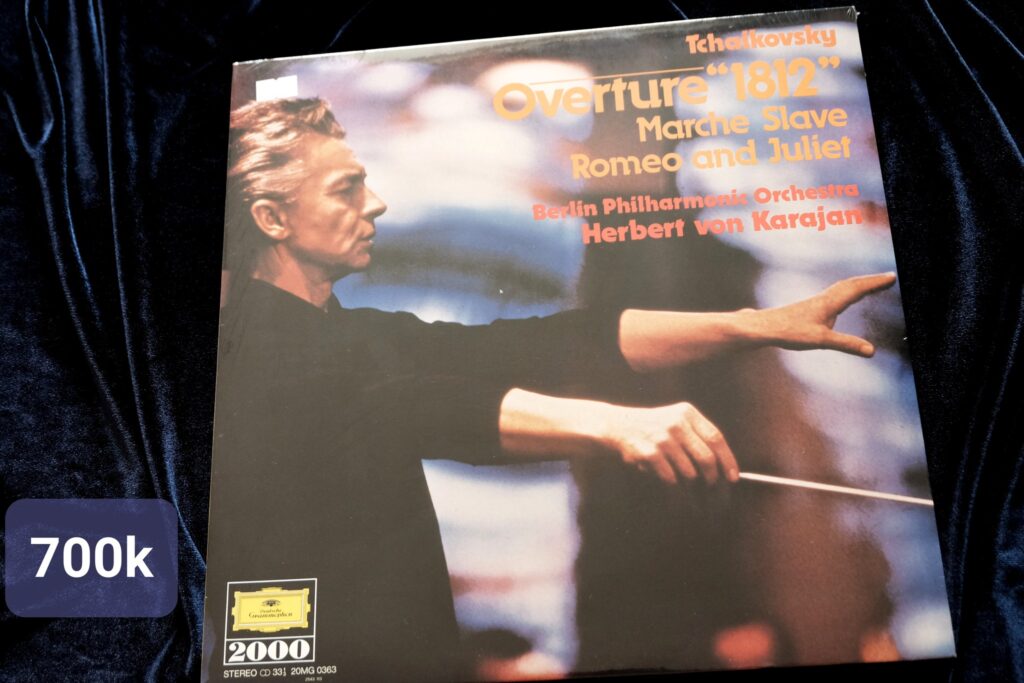 Tchaikovsky
Overture “1812”
Marche Slave
Romeo and Juliet
Berlin Philharmonic Orchestra
Herbert von Karajan
700k
Deutsche
Grammophon
2000
STEREO 33⅓ 20MG 0363